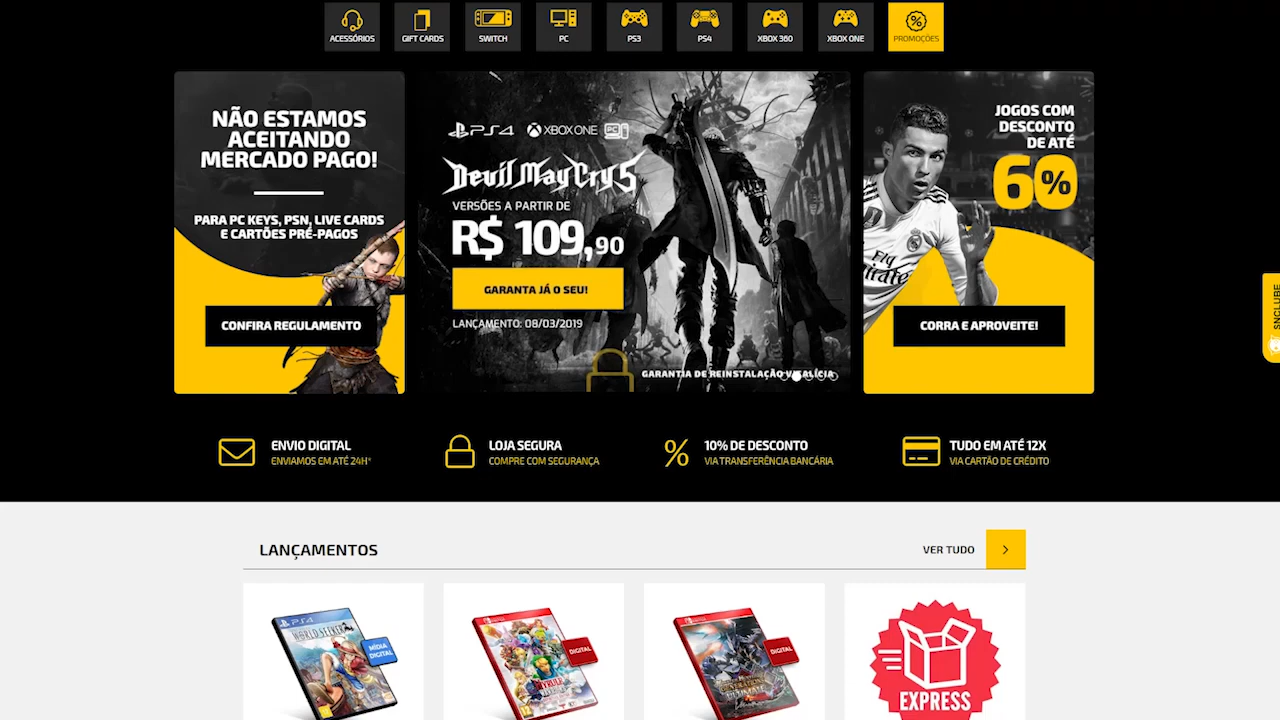 ACESSÓRIOS
GIFT CARDS
SWITCH
PC
PS3
PS4
XBOX 360
XBOX ONE
PROMOÇÕES
NÃO ESTAMOS
ACEITANDO
MERCADO PAGO!
PARA PC KEYS, PSN, LIVE CARDS
E CARTÕES PRÉ-PAGOS
CONFIRA REGULAMENTO
PS4 XBOX ONE PC
Devil May Cry 5
VERSÕES A PARTIR DE
R$ 109,90
GARANTA JÁ O SEU!
LANÇAMENTO: 08/03/2019
GARANTIA DE REINSTALAÇÃO VITALÍCIA
JOGOS COM
DESCONTO
DE ATÉ
60%
Fly
CORRA E APROVEITE!
SNCLUBE
ENVIO DIGITAL
ENVIAMOS EM ATÉ 24H*
LOJA SEGURA
COMPRE COM SEGURANÇA
10% DE DESCONTO
VIA TRANSFERÊNCIA BANCÁRIA
TUDO EM ATÉ 12X
VIA CARTÃO DE CRÉDITO
LANÇAMENTOS
VER TUDO
PS4
WORLD SEEKER
MÍDIA
DIGITAL
DIGITAL
DIGITAL
EXPRESS